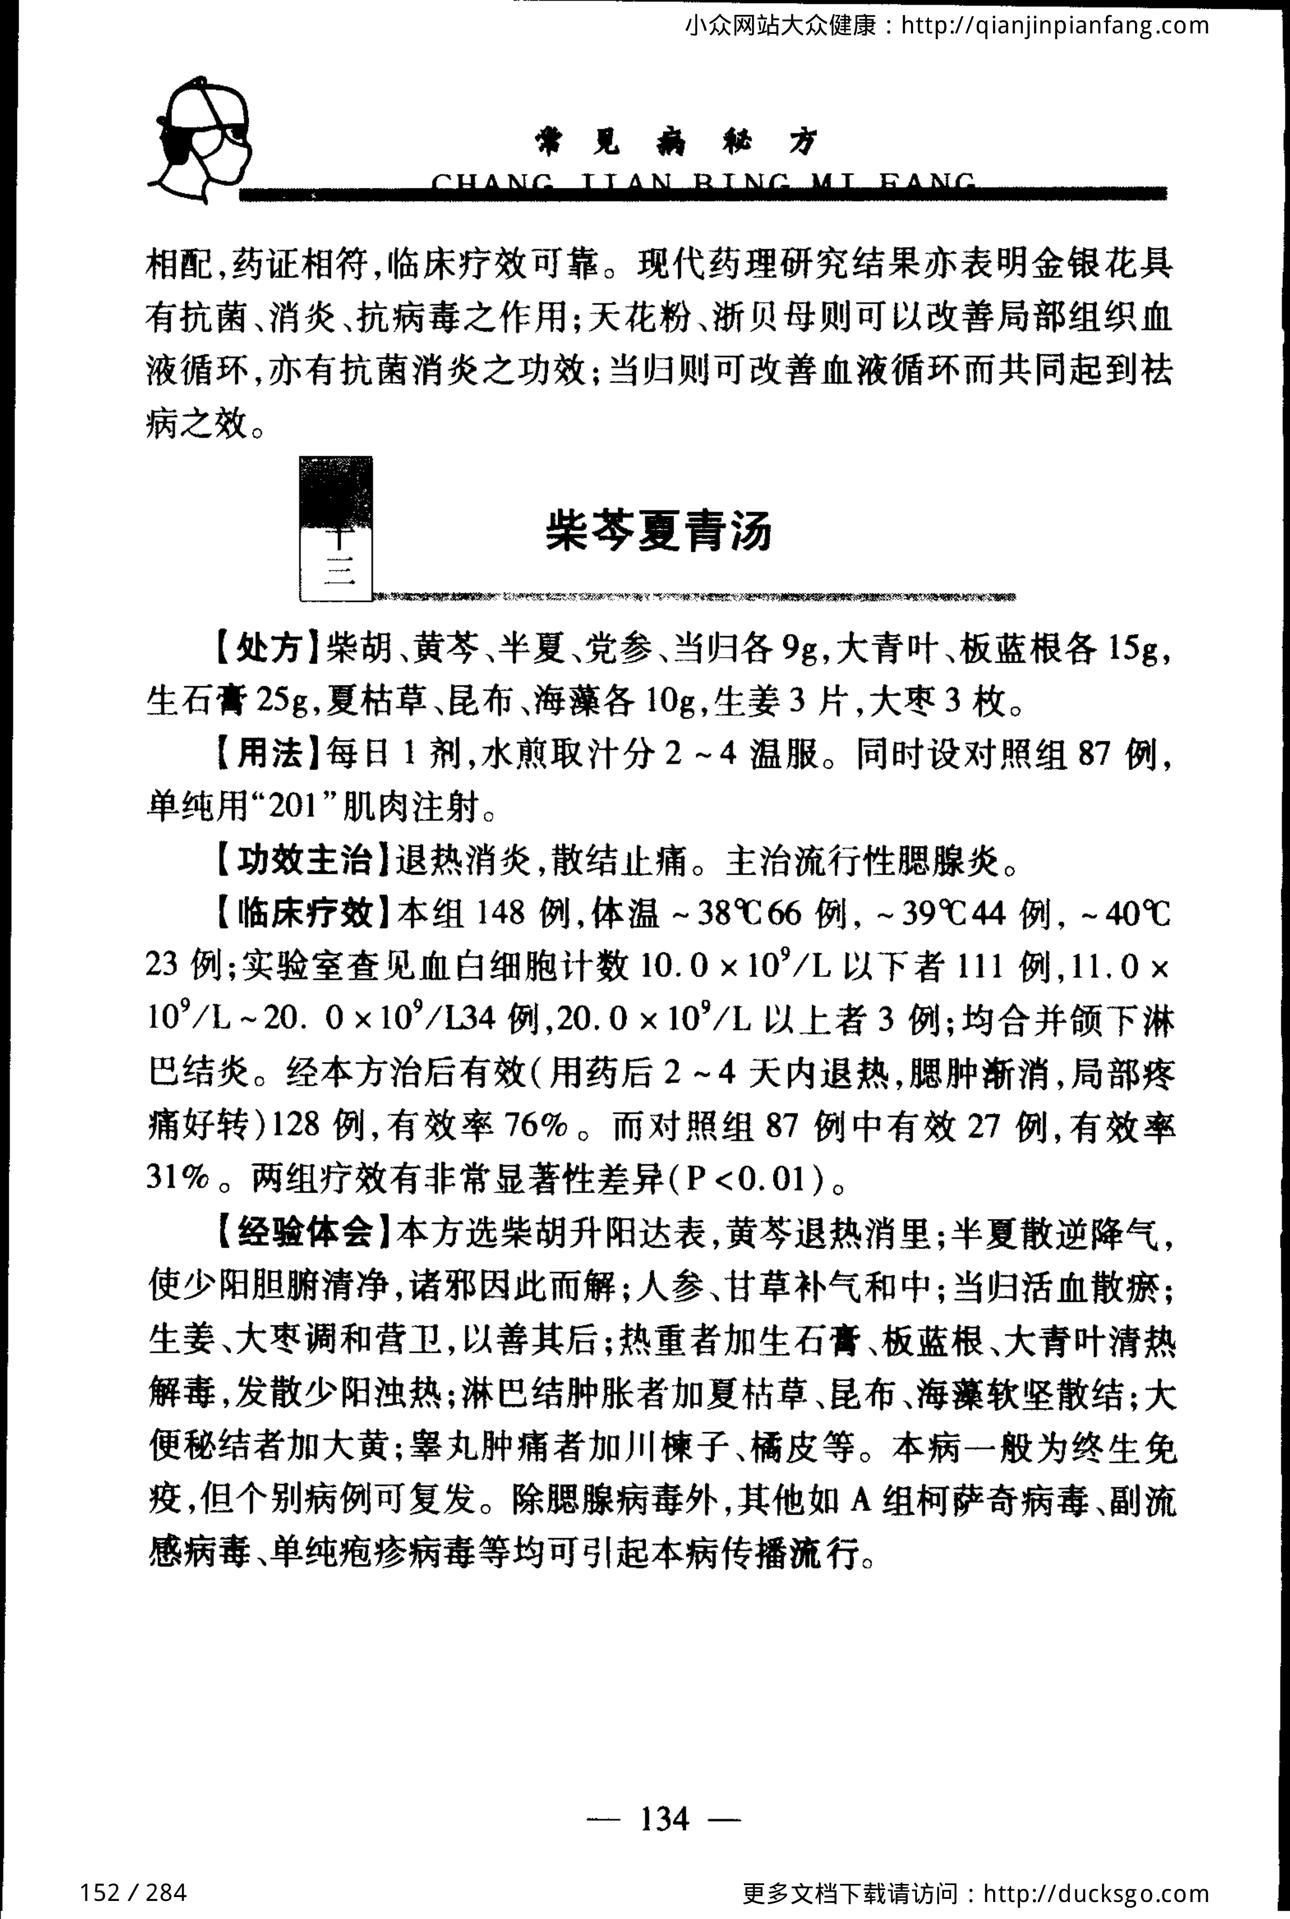 小众网站大众健康：http://qianjinpianfang.com
常见病秘方
CHANG JIAN BING MI FANG
相配,药证相符,临床疗效可靠。现代药理研究结果亦表明金银花具
有抗菌、消炎、抗病毒之作用;天花粉、浙贝母则可以改善局部组织血
液循环,亦有抗菌消炎之功效;当归则可改善血液循环而共同起到祛
病之效。
十三
柴芩夏青汤
【处方】柴胡、黄芩、半夏、党参、当归各 9g,大青叶、板蓝根各 15g,
生石膏 25g,夏枯草、昆布、海藻各 10g,生姜 3 片,大枣 3 枚。
【用法】每日 1 剂,水煎取汁分 2 ~ 4 温服。同时设对照组 87 例,
单纯用“201”肌肉注射。
【功效主治】退热消炎,散结止痛。主治流行性腮腺炎。
【临床疗效】本组 148 例,体温 ~ 38℃66 例, ~ 39℃44 例, ~ 40℃
23 例;实验室查见血白细胞计数 10.0 × 10⁹/L 以下者 111 例,11.0 ×
10⁹/L ~ 20. 0 × 10⁹/L34 例,20.0 × 10⁹/L 以上者 3 例;均合并颌下淋
巴结炎。经本方治后有效(用药后 2 ~ 4 天内退热,腮肿渐消,局部疼
痛好转)128 例,有效率 76%。而对照组 87 例中有效 27 例,有效率
31%。两组疗效有非常显著性差异(P <0.01)。
【经验体会】本方选柴胡升阳达表,黄芩退热消里;半夏散逆降气,
使少阳胆腑清净,诸邪因此而解;人参、甘草补气和中;当归活血散瘀;
生姜、大枣调和营卫,以善其后;热重者加生石膏、板蓝根、大青叶清热
解毒,发散少阳浊热;淋巴结肿胀者加夏枯草、昆布、海藻软坚散结;大
便秘结者加大黄;睾丸肿痛者加川楝子、橘皮等。本病一般为终生免
疫,但个别病例可复发。除腮腺病毒外,其他如 A 组柯萨奇病毒、副流
感病毒、单纯疱疹病毒等均可引起本病传播流行。
— 134 —
152 / 284
更多文档下载请访问：http://ducksgo.com